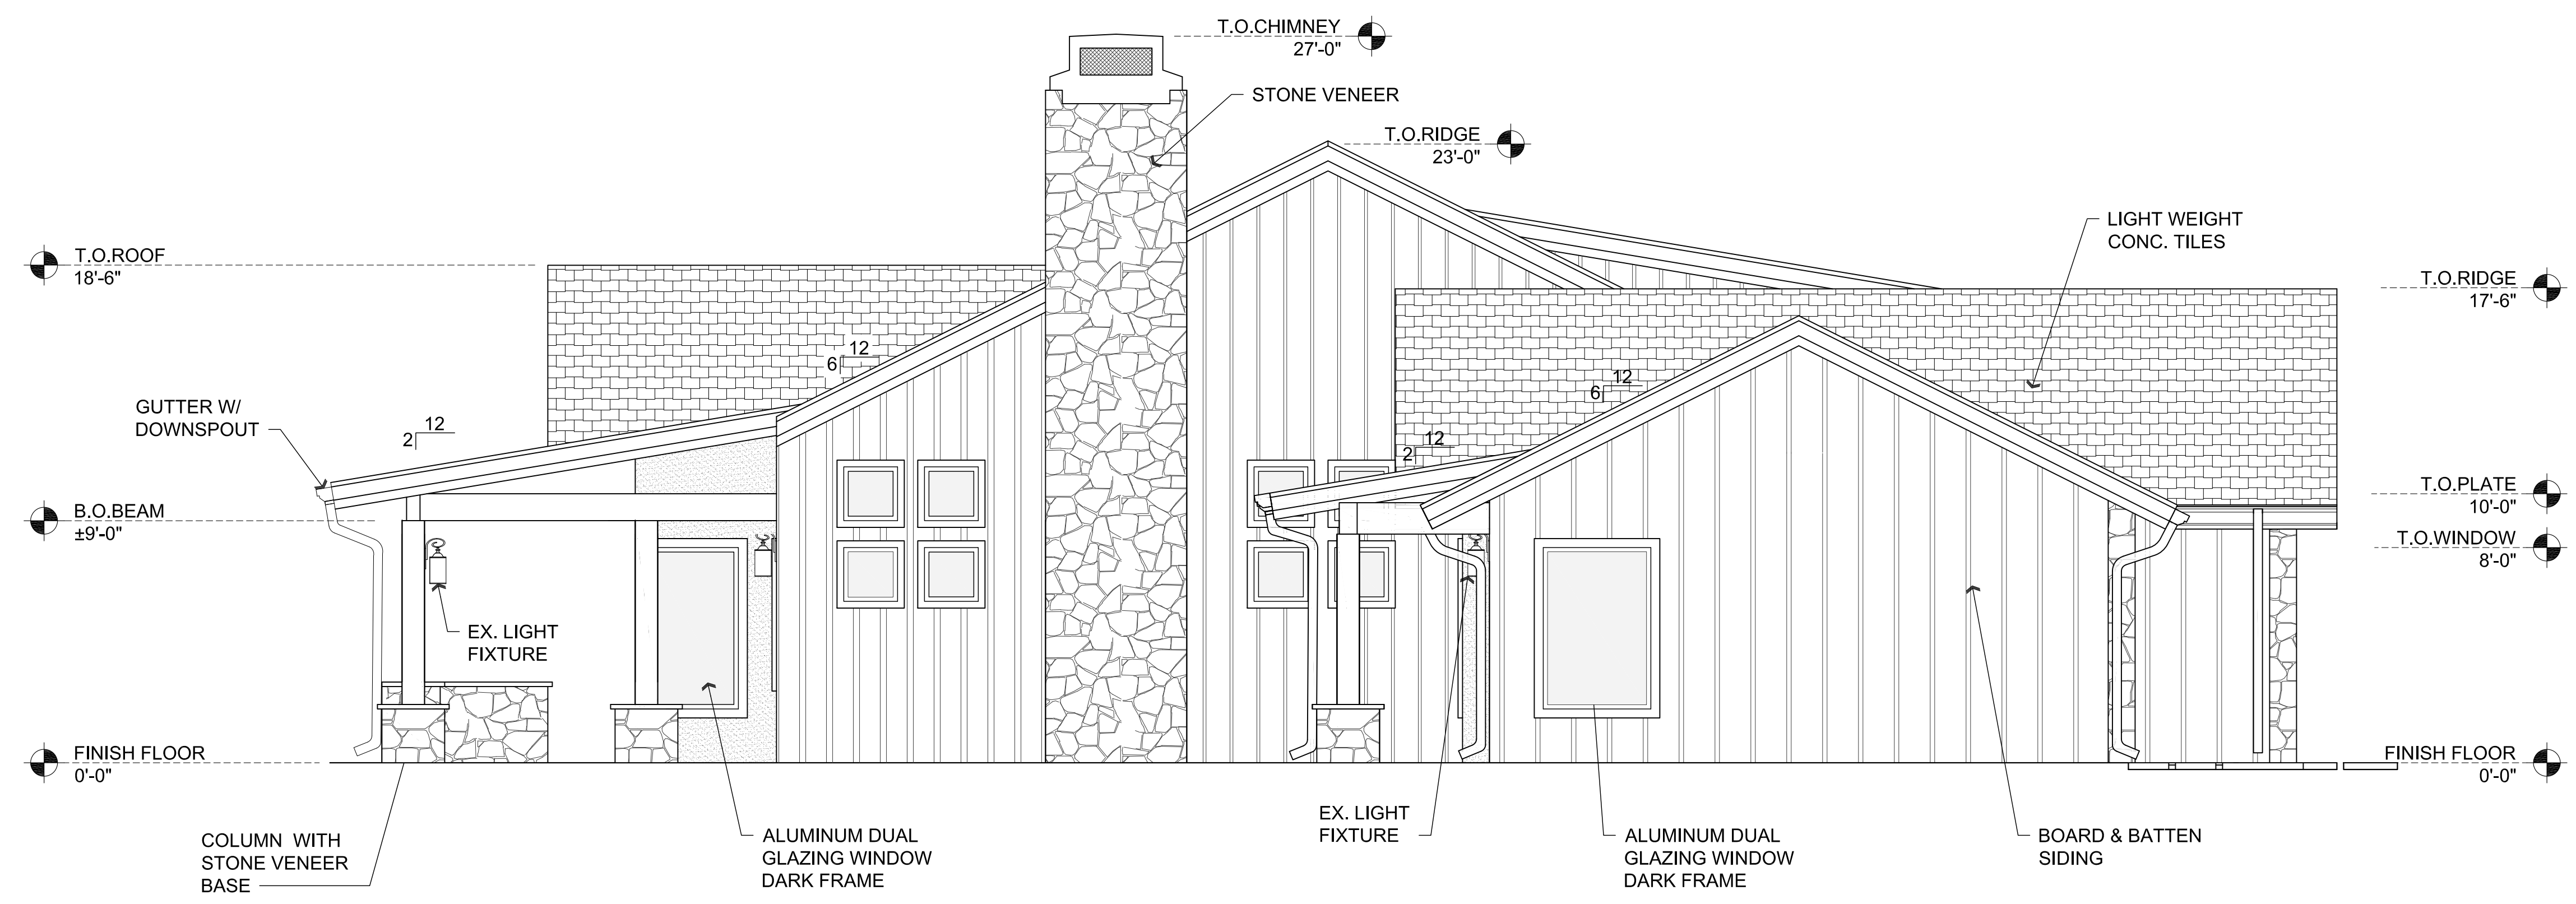 T.O.CHIMNEY
27'-0"
STONE VENEER
T.O.RIDGE
23'-0"
LIGHT WEIGHT
CONC. TILES
T.O.ROOF
18'-6"
T.O.RIDGE
17'-6"
12
6
12
6
GUTTER W/
DOWNSPOUT
12
2
12
2
T.O.PLATE
10'-0"
B.O.BEAM
±9'-0"
T.O.WINDOW
8'-0"
EX. LIGHT
FIXTURE
FINISH FLOOR
0'-0"
FINISH FLOOR
0'-0"
COLUMN WITH
STONE VENEER
BASE
ALUMINUM DUAL
GLAZING WINDOW
DARK FRAME
EX. LIGHT
FIXTURE
ALUMINUM DUAL
GLAZING WINDOW
DARK FRAME
BOARD & BATTEN
SIDING